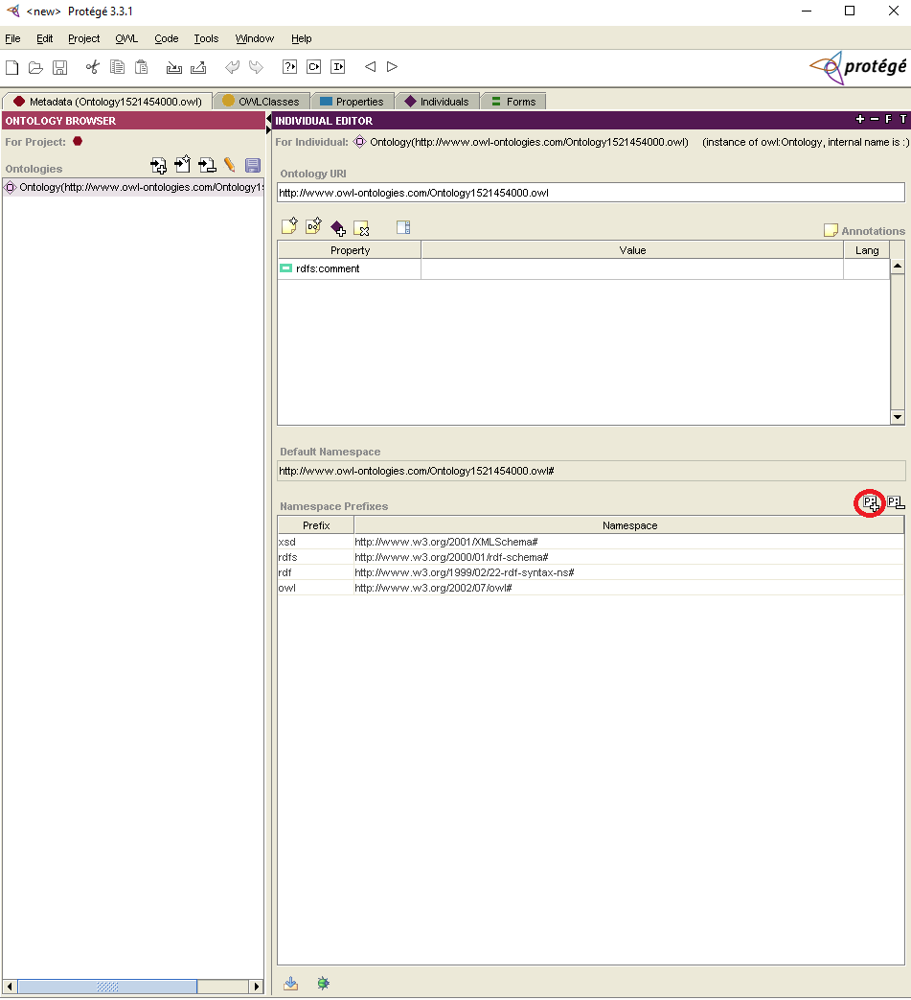 <new> Protégé 3.3.1
File Edit Project OWL Code Tools Window Help
protégé
Metadata (Ontology1521454000.owl) OWLClasses Properties Individuals Forms
ONTOLOGY BROWSER
For Project:
Ontologies
Ontology(http://www.owl-ontologies.com/Ontology15
INDIVIDUAL EDITOR + − F T
For Individual: Ontology(http://www.owl-ontologies.com/Ontology1521454000.owl) (instance of owl:Ontology, internal name is :)
Ontology URI
http://www.owl-ontologies.com/Ontology1521454000.owl
Annotations
Property Value Lang
rdfs:comment
Default Namespace
http://www.owl-ontologies.com/Ontology1521454000.owl#
Namespace Prefixes
Prefix Namespace
xsd http://www.w3.org/2001/XMLSchema#
rdfs http://www.w3.org/2000/01/rdf-schema#
rdf http://www.w3.org/1999/02/22-rdf-syntax-ns#
owl http://www.w3.org/2002/07/owl#